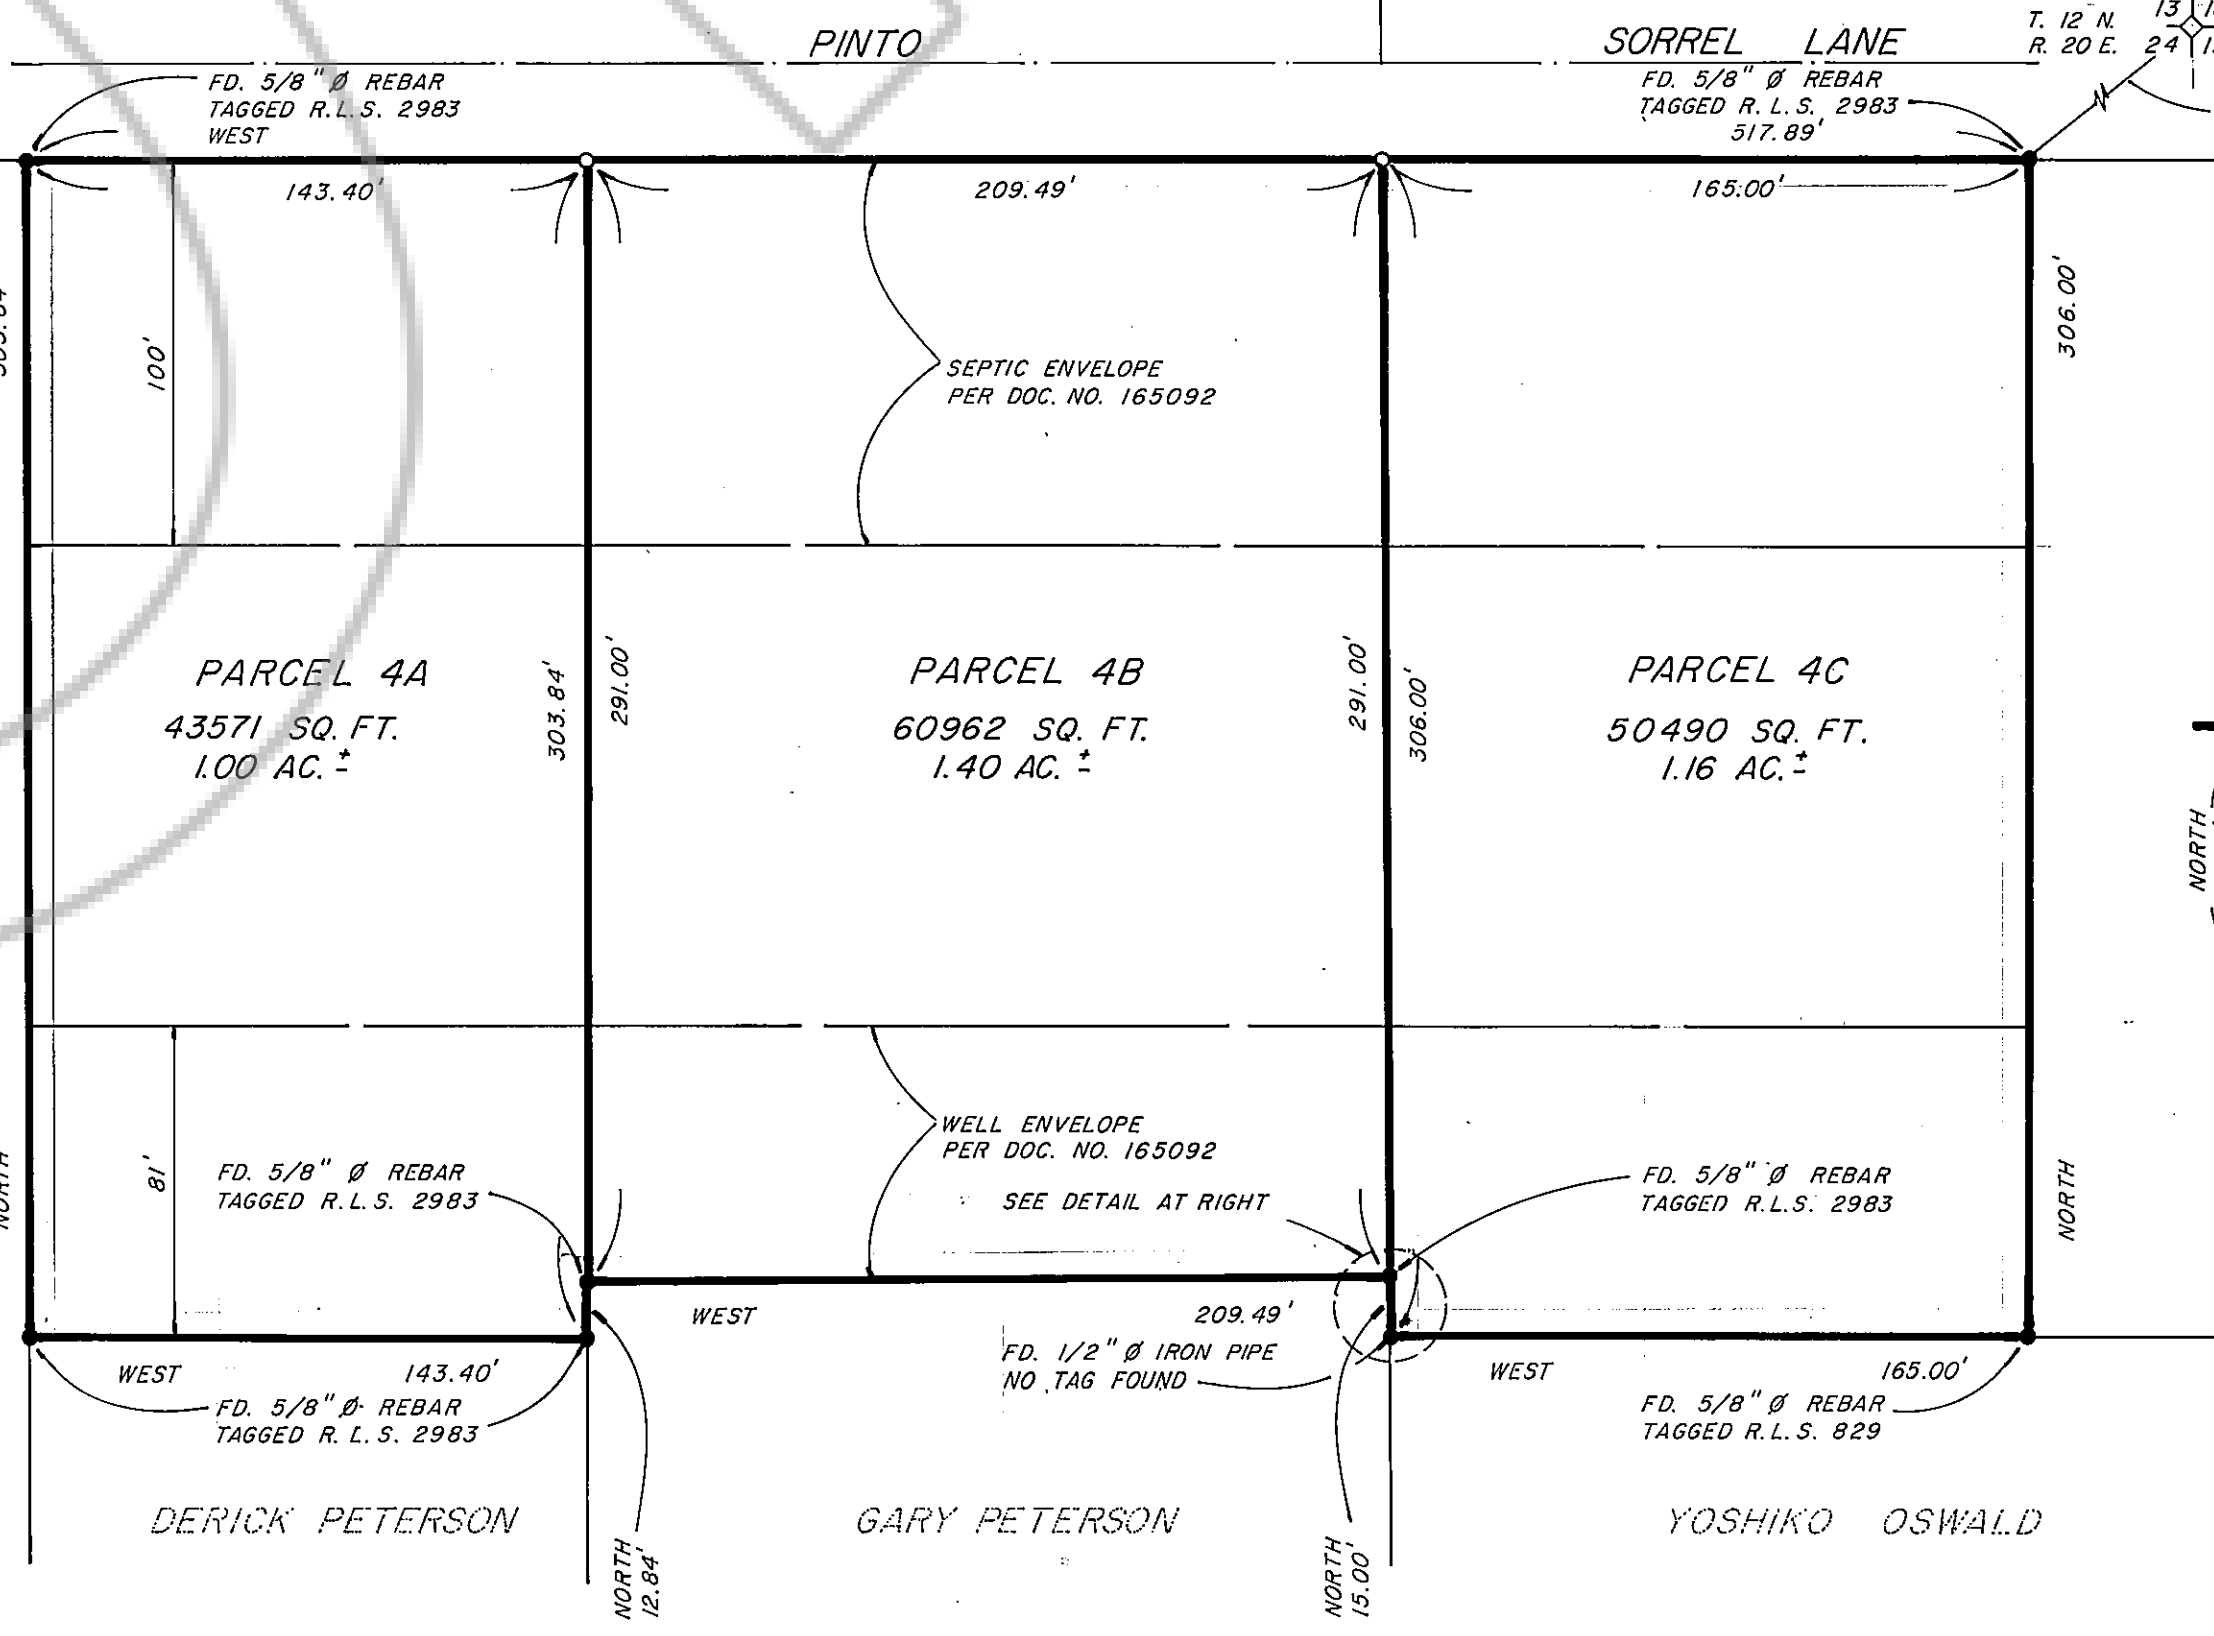 PINTO
SORREL LANE
T. 12 N.
R. 20 E.
13
24
FD. 5/8" Ø REBAR
TAGGED R.L.S. 2983
WEST
FD. 5/8" Ø REBAR
TAGGED R.L.S. 2983
517.89'
143.40'
209.49'
165.00'
100'
306.00'
SEPTIC ENVELOPE
PER DOC. NO. 165092
PARCEL 4A
43571 SQ. FT.
1.00 AC. ±
303.84'
291.00'
PARCEL 4B
60962 SQ. FT.
1.40 AC. ±
291.00'
306.00'
PARCEL 4C
50490 SQ. FT.
1.16 AC. ±
NORTH
81'
NORTH
WELL ENVELOPE
PER DOC. NO. 165092
FD. 5/8" Ø REBAR
TAGGED R.L.S. 2983
SEE DETAIL AT RIGHT
FD. 5/8" Ø REBAR
TAGGED R.L.S. 2983
NORTH
WEST
209.49'
FD. 1/2" Ø IRON PIPE
NO TAG FOUND
WEST
143.40'
WEST
165.00'
FD. 5/8" Ø REBAR
TAGGED R.L.S. 2983
FD. 5/8" Ø REBAR
TAGGED R.L.S. 829
DERICK PETERSON
GARY PETERSON
YOSHIKO OSWALD
NORTH
12.84'
NORTH
15.00'